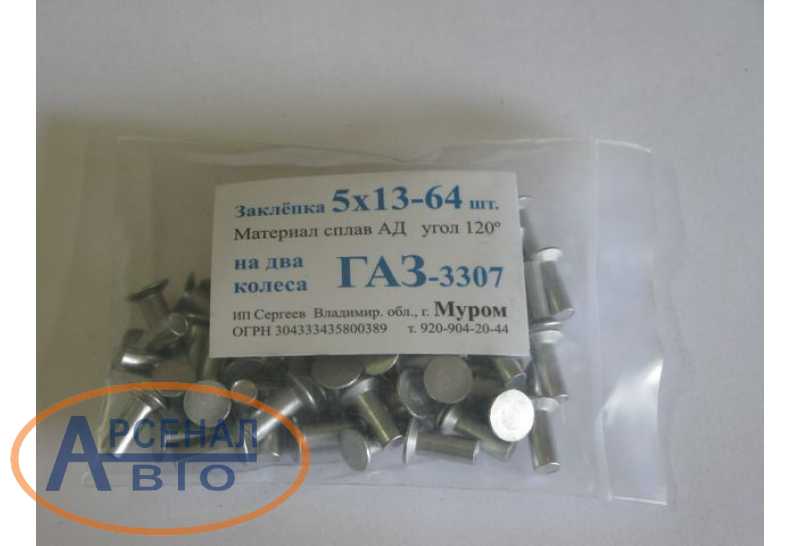 Заклёпка 5х13-64 шт.
Материал сплав АД угол 120°
на два
колеса ГАЗ-3307
ИП Сергеев Владимир. обл., г. Муром
ОГРН 304333435800389 т. 920-904-20-44
АРСЕНАЛ
АВТО